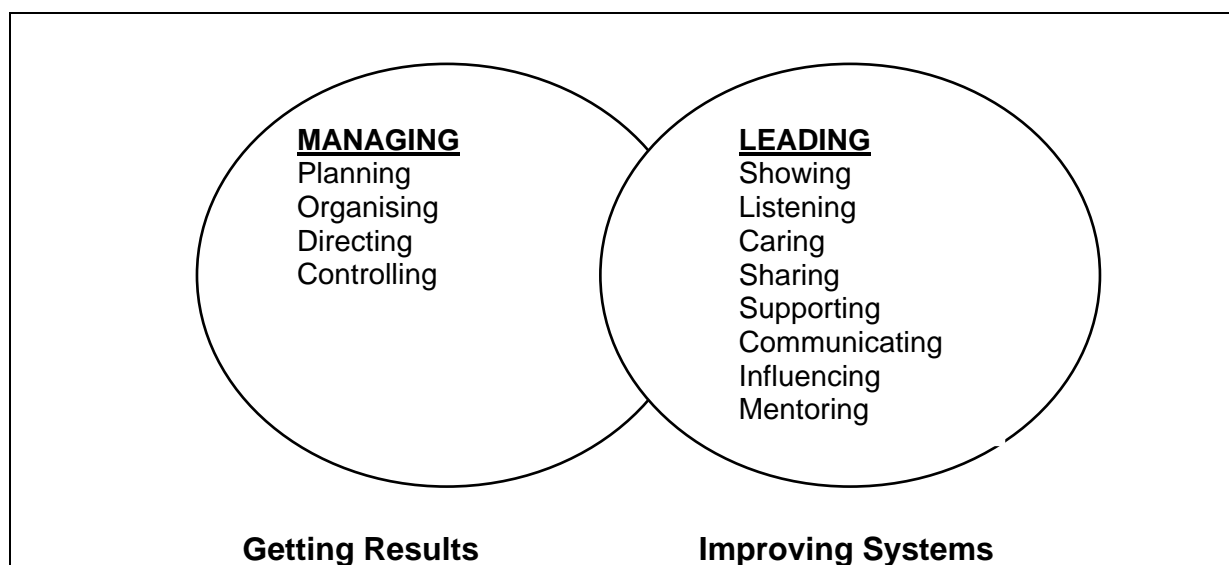 MANAGING
Planning
Organising
Directing
Controlling
LEADING
Showing
Listening
Caring
Sharing
Supporting
Communicating
Influencing
Mentoring
Getting Results
Improving Systems